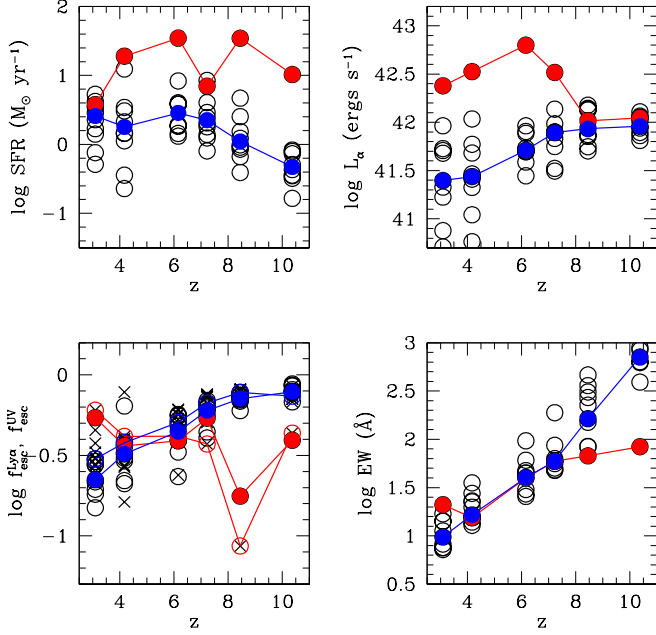 log SFR (M⊙ yr⁻¹)
2
1
0
−1
4 6 8 10
z
log Lα (ergs s⁻¹)
43
42.5
42
41.5
41
4 6 8 10
z
log f_esc^Lyα, f_esc^UV
0
−0.5
−1
4 6 8 10
z
log EW (Å)
3
2.5
2
1.5
1
0.5
4 6 8 10
z